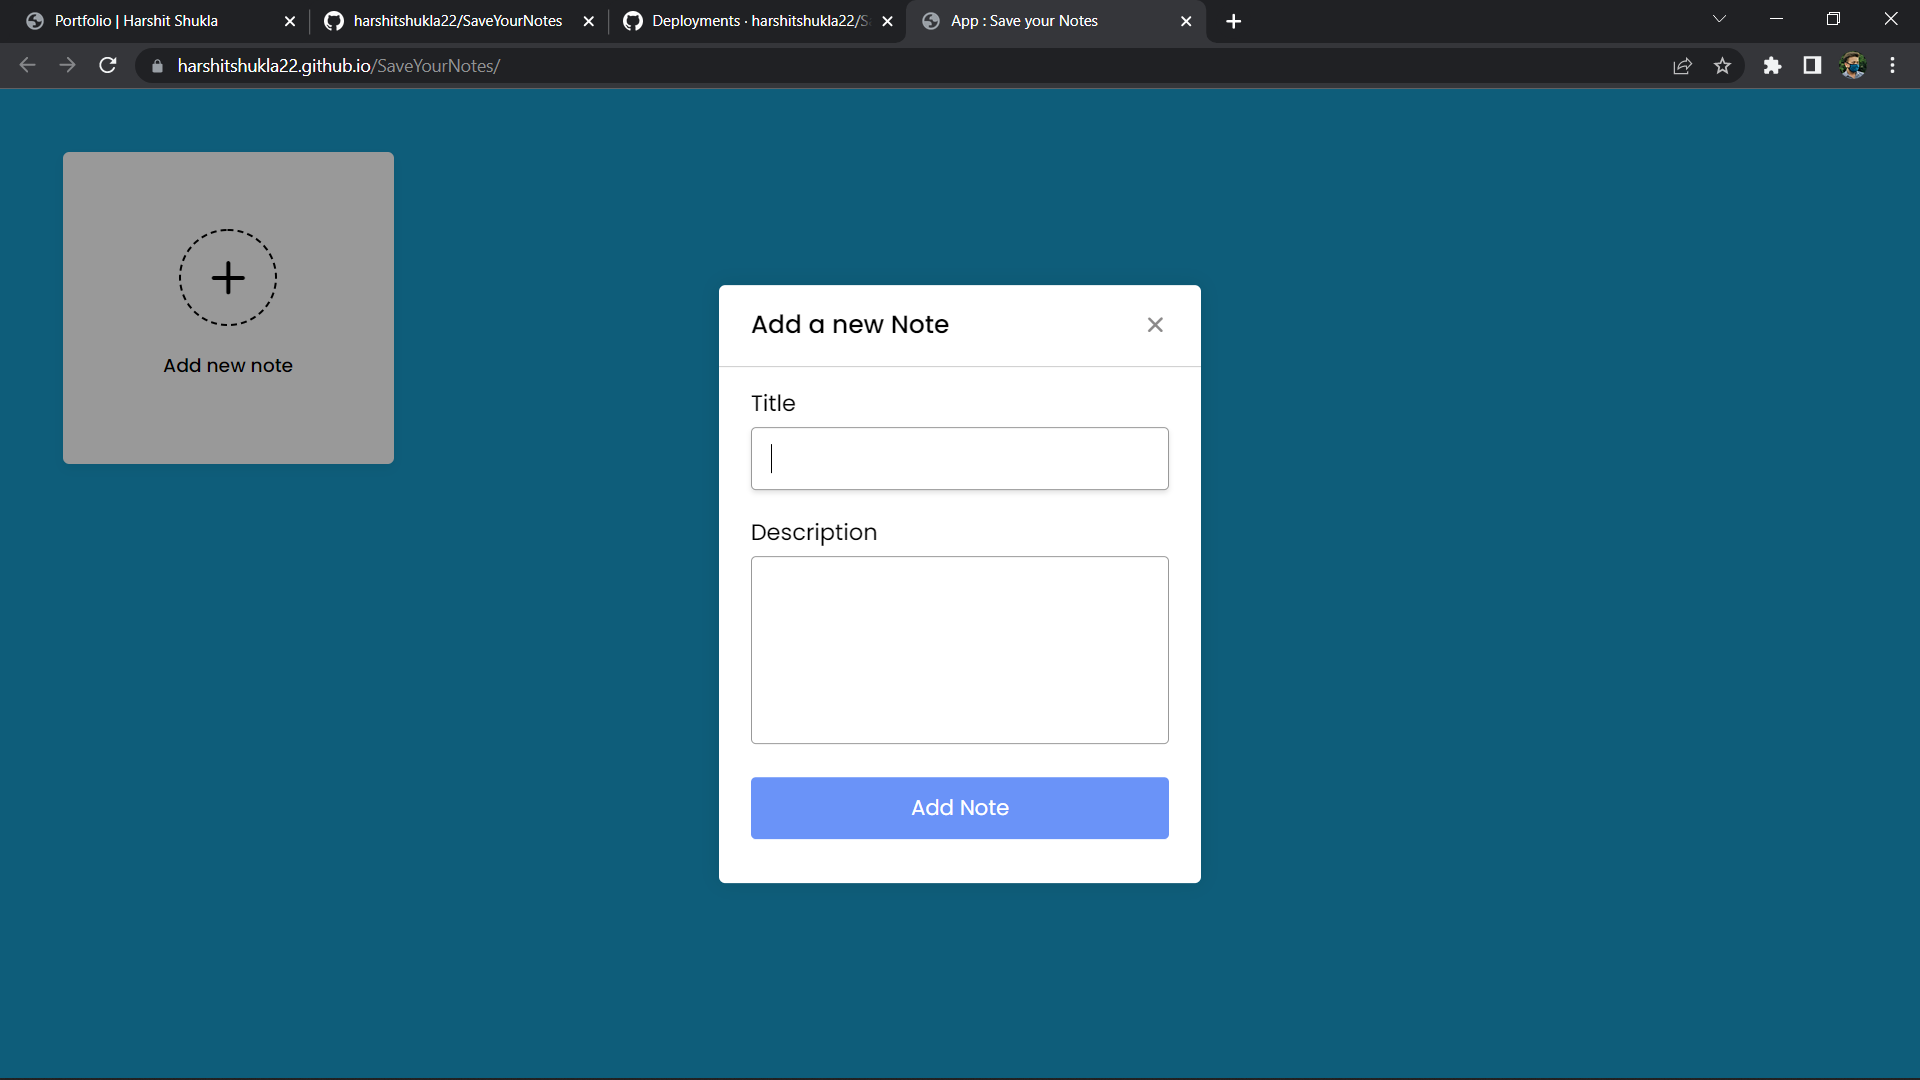 Portfolio | Harshit Shukla
harshitshukla22/SaveYourNotes
Deployments · harshitshukla22/S
App : Save your Notes
harshitshukla22.github.io/SaveYourNotes/
Add new note
Add a new Note
Title
Description
Add Note